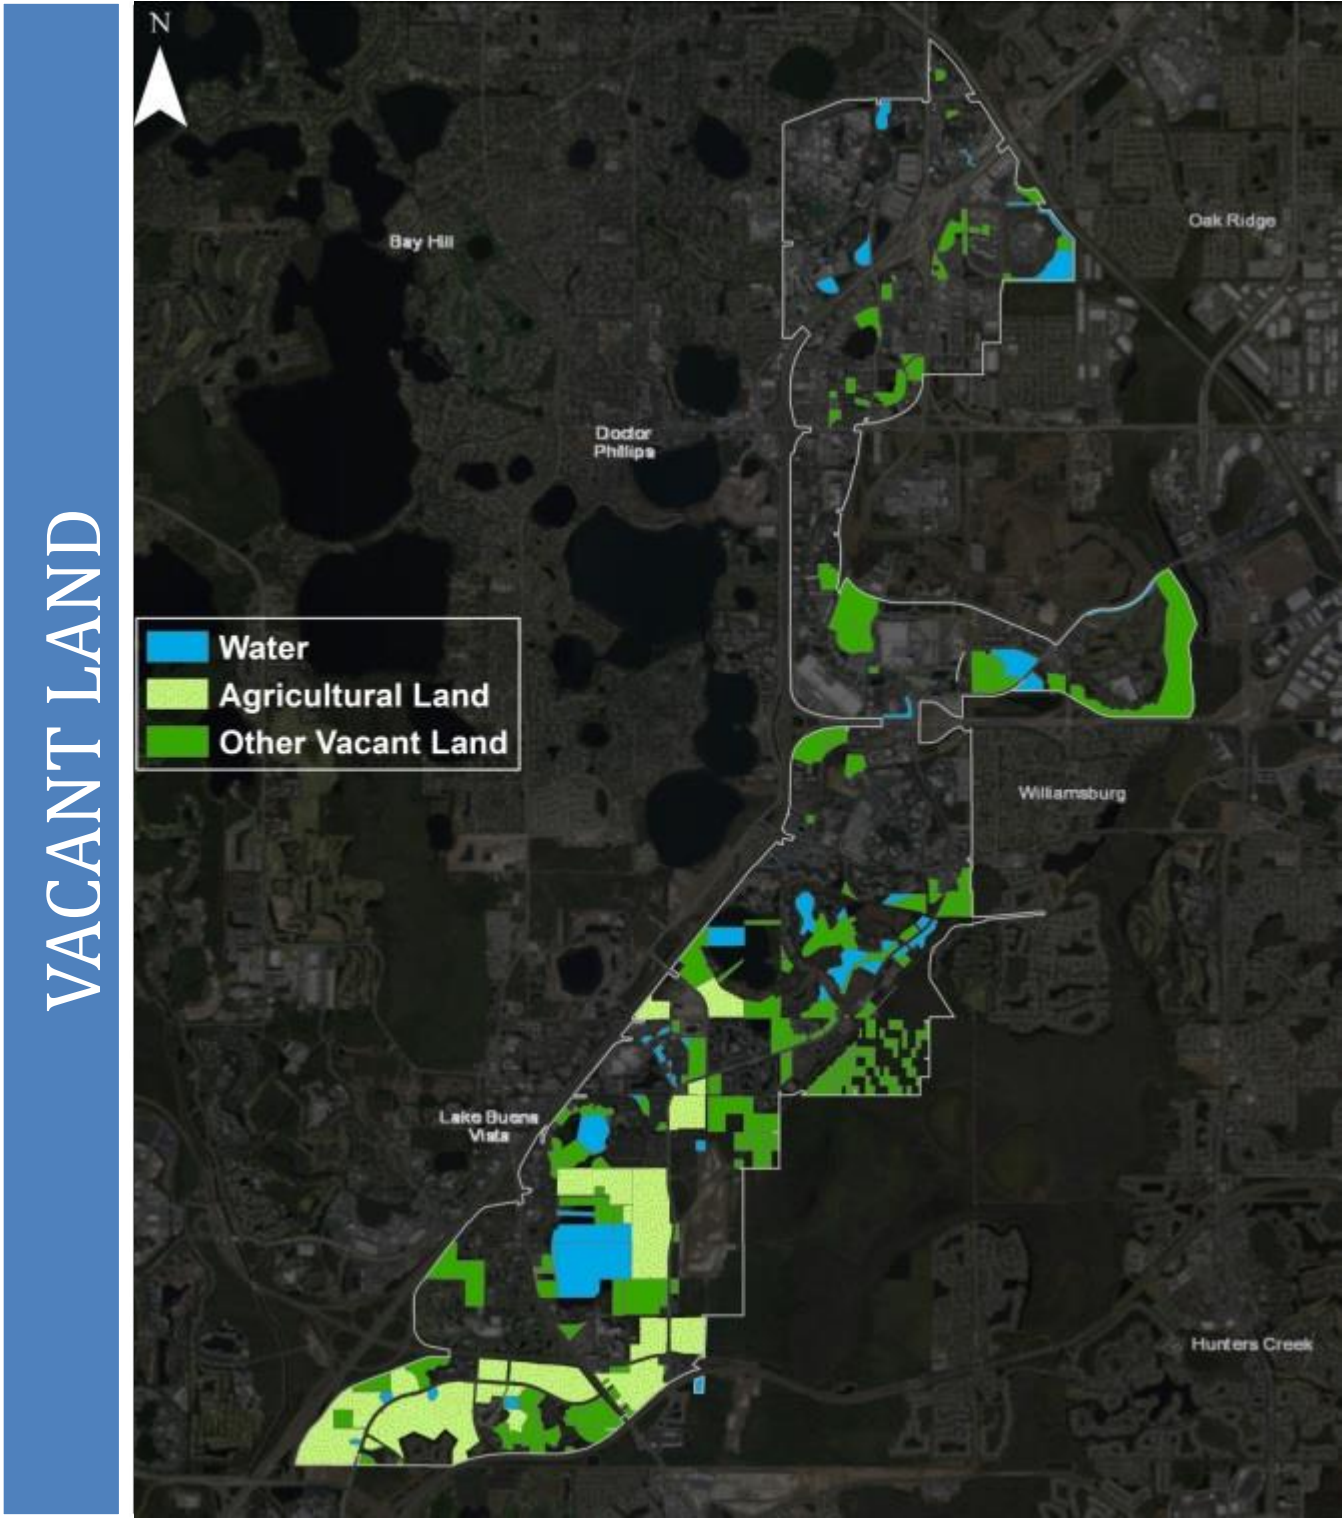 VACANT LAND
N
Oak Ridge
Bay Hill
Doctor
Phillips
Water
Agricultural Land
Other Vacant Land
Williamsburg
Lake Buena
Vista
Hunters Creek